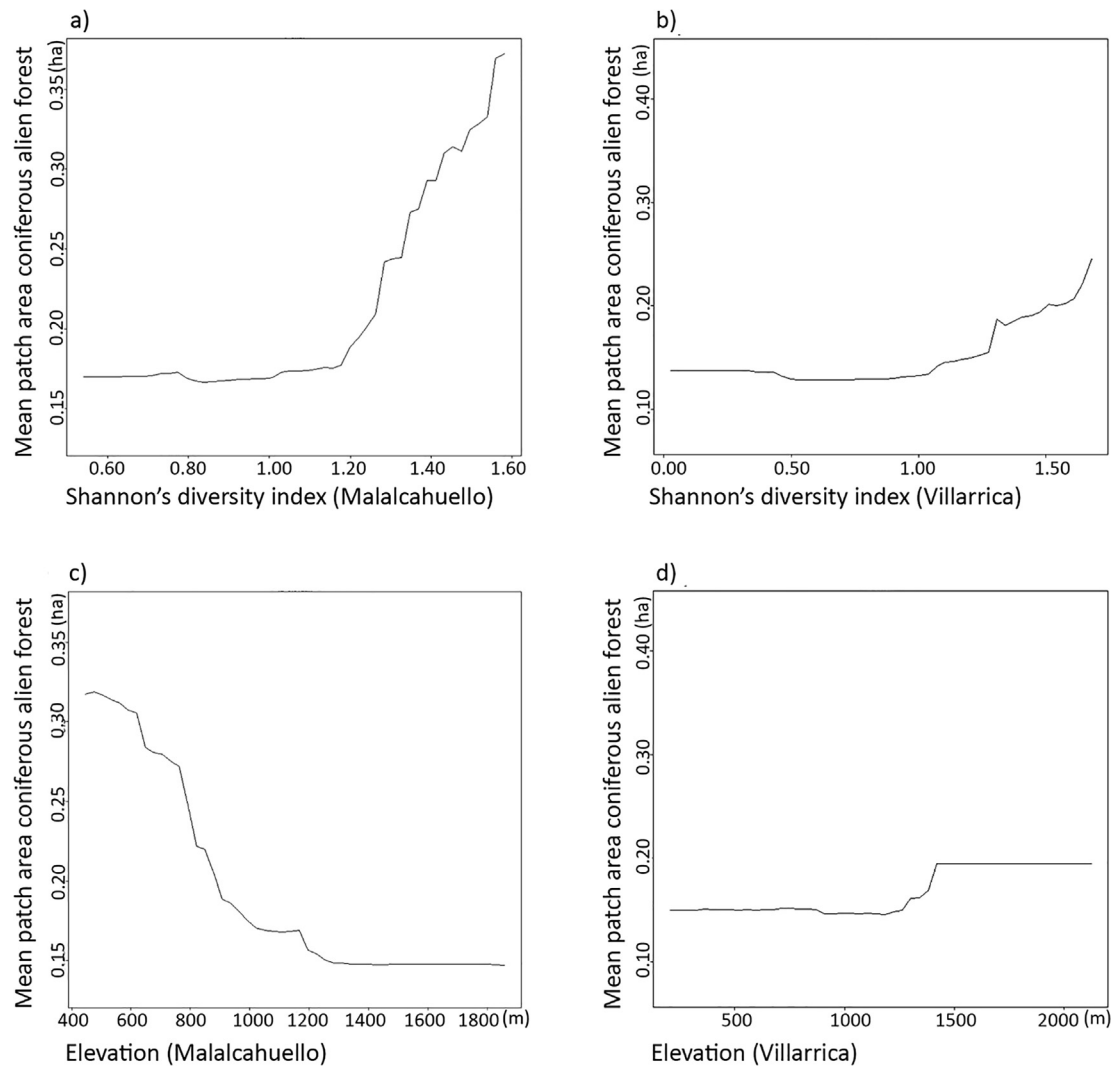 a)
Mean patch area coniferous alien forest
(ha)
0.35
0.30
0.25
0.20
0.15
0.60 0.80 1.00 1.20 1.40 1.60
Shannon’s diversity index (Malalcahuello)
b)
Mean patch area coniferous alien forest
(ha)
0.40
0.30
0.20
0.10
0.00 0.50 1.00 1.50
Shannon’s diversity index (Villarrica)
c)
Mean patch area coniferous alien forest
(ha)
0.35
0.30
0.25
0.20
0.15
400 600 800 1000 1200 1400 1600 1800 (m)
Elevation (Malalcahuello)
d)
Mean patch area coniferous alien forest
(ha)
0.40
0.30
0.20
0.10
500 1000 1500 2000 (m)
Elevation (Villarrica)